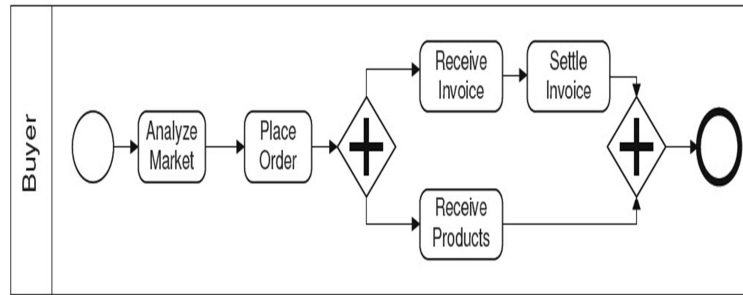 Buyer
Analyze
Market
Place
Order
Receive
Invoice
Settle
Invoice
Receive
Products